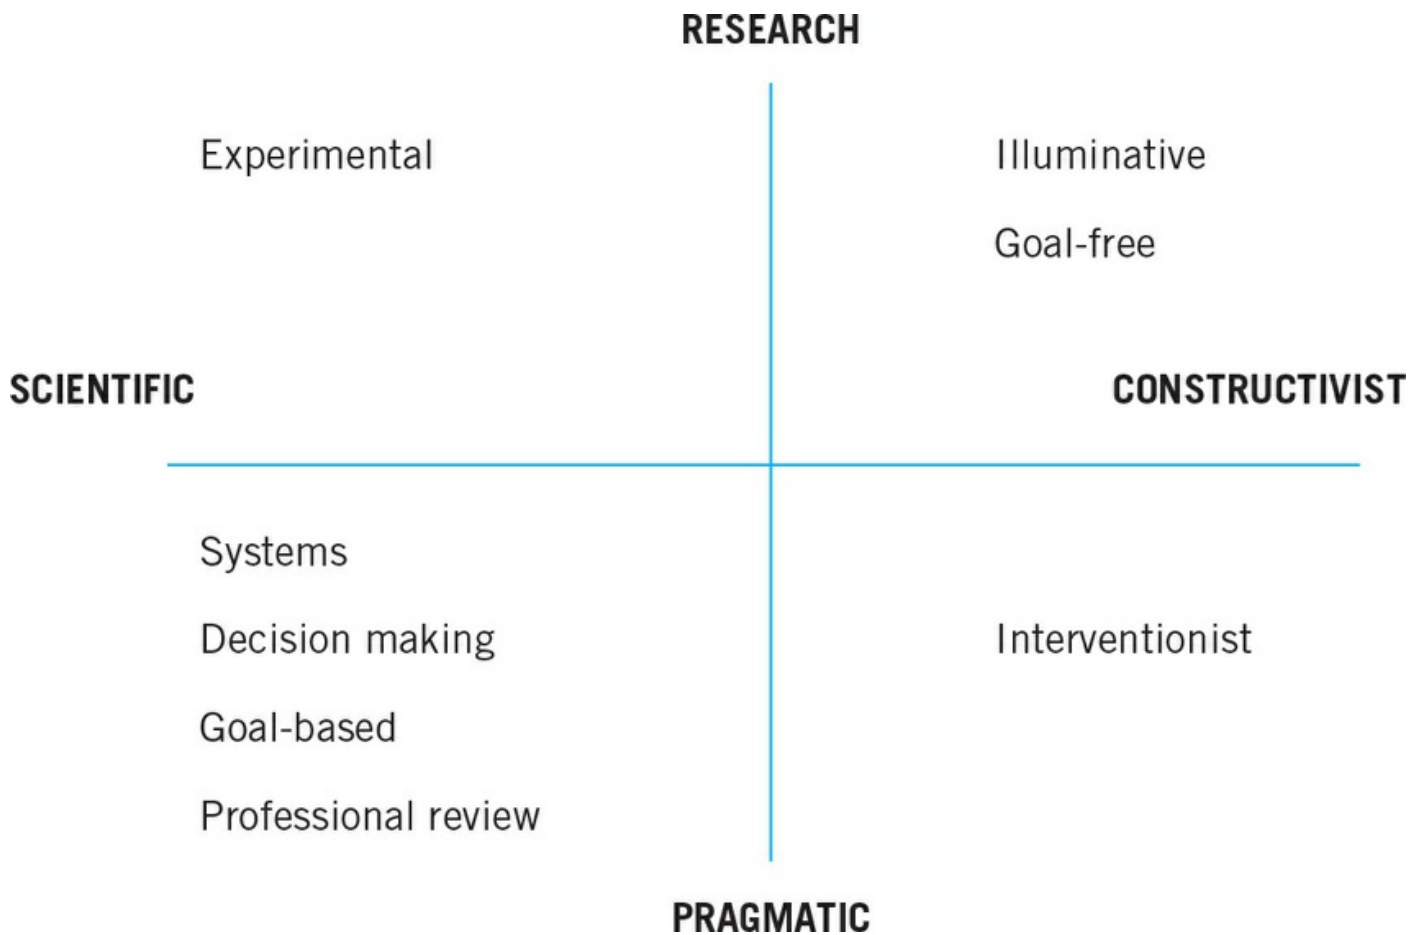 RESEARCH
Experimental
Illuminative
Goal-free
SCIENTIFIC
CONSTRUCTIVIST
Systems
Decision making
Interventionist
Goal-based
Professional review
PRAGMATIC